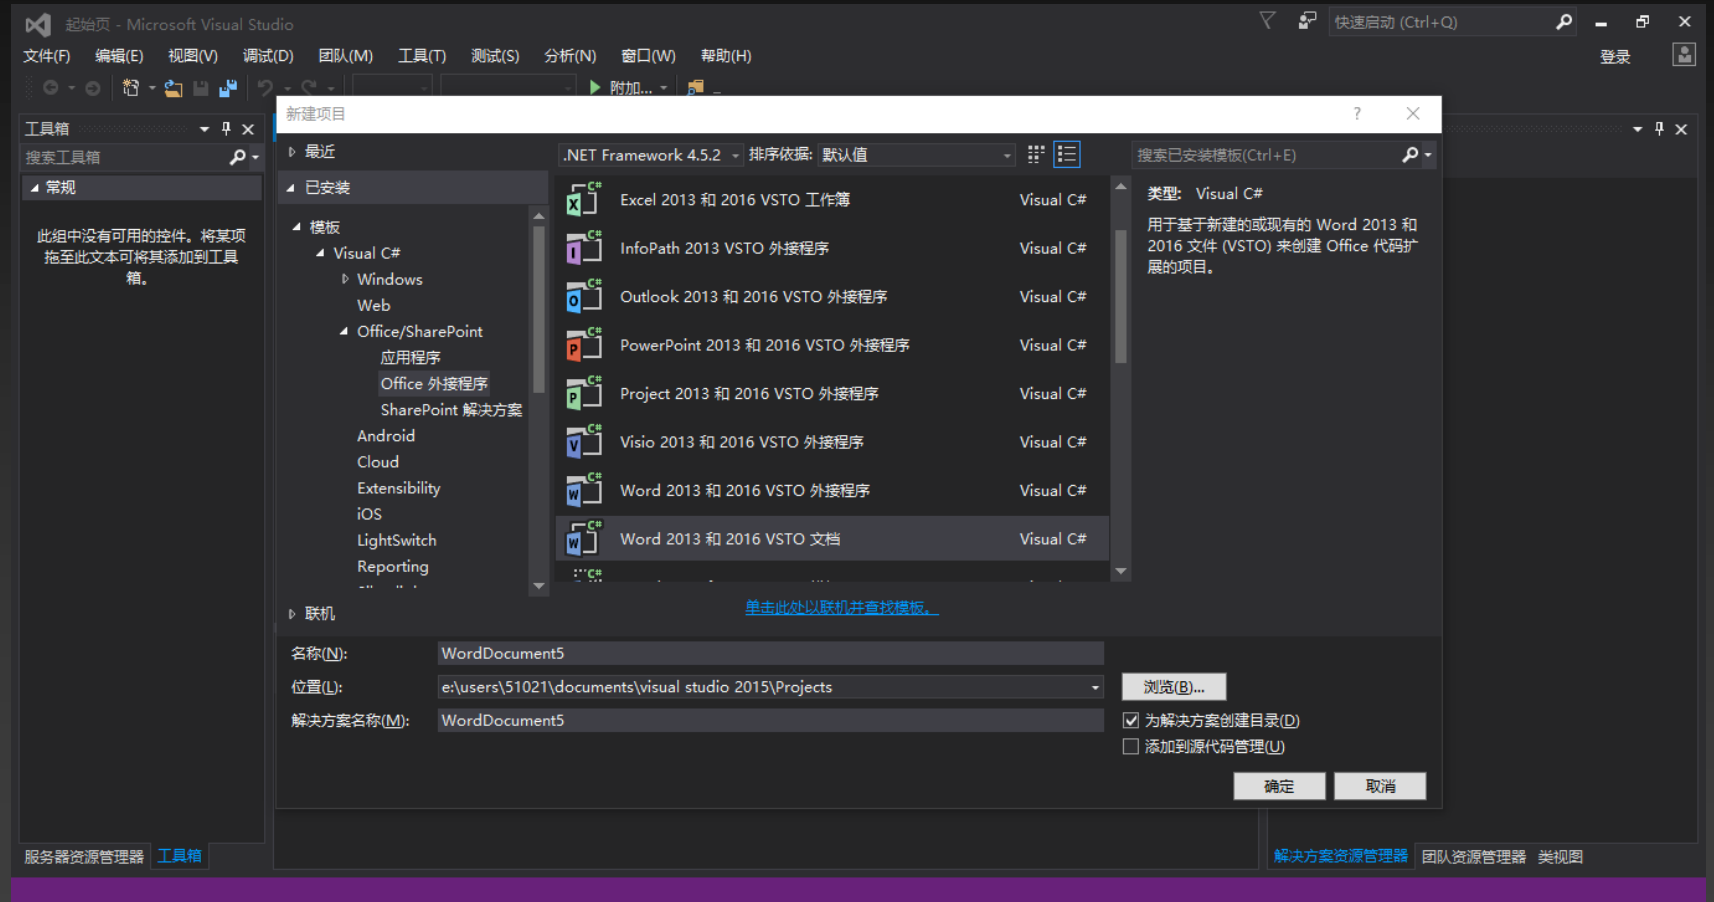 起始页 - Microsoft Visual Studio
快速启动 (Ctrl+Q)
文件(F) 编辑(E) 视图(V) 调试(D) 团队(M) 工具(T) 测试(S) 分析(N) 窗口(W) 帮助(H)
登录
附加...
工具箱
搜索工具箱
常规
此组中没有可用的控件。将某项
拖至此文本可将其添加到工具
箱。
新建项目
?
最近
.NET Framework 4.5.2
排序依据:
默认值
搜索已安装模板(Ctrl+E)
已安装
模板
Visual C#
Windows
Web
Office/SharePoint
应用程序
Office 外接程序
SharePoint 解决方案
Android
Cloud
Extensibility
iOS
LightSwitch
Reporting
联机
Excel 2013 和 2016 VSTO 工作簿 Visual C#
InfoPath 2013 VSTO 外接程序 Visual C#
Outlook 2013 和 2016 VSTO 外接程序 Visual C#
PowerPoint 2013 和 2016 VSTO 外接程序 Visual C#
Project 2013 和 2016 VSTO 外接程序 Visual C#
Visio 2013 和 2016 VSTO 外接程序 Visual C#
Word 2013 和 2016 VSTO 外接程序 Visual C#
Word 2013 和 2016 VSTO 文档 Visual C#
单击此处以联机并查找模板。
类型: Visual C#
用于基于新建的或现有的 Word 2013 和
2016 文件 (VSTO) 来创建 Office 代码扩
展的项目。
名称(N): WordDocument5
位置(L): e:\users\51021\documents\visual studio 2015\Projects
浏览(B)...
解决方案名称(M): WordDocument5
为解决方案创建目录(D)
添加到源代码管理(U)
确定 取消
服务器资源管理器 工具箱
解决方案资源管理器 团队资源管理器 类视图